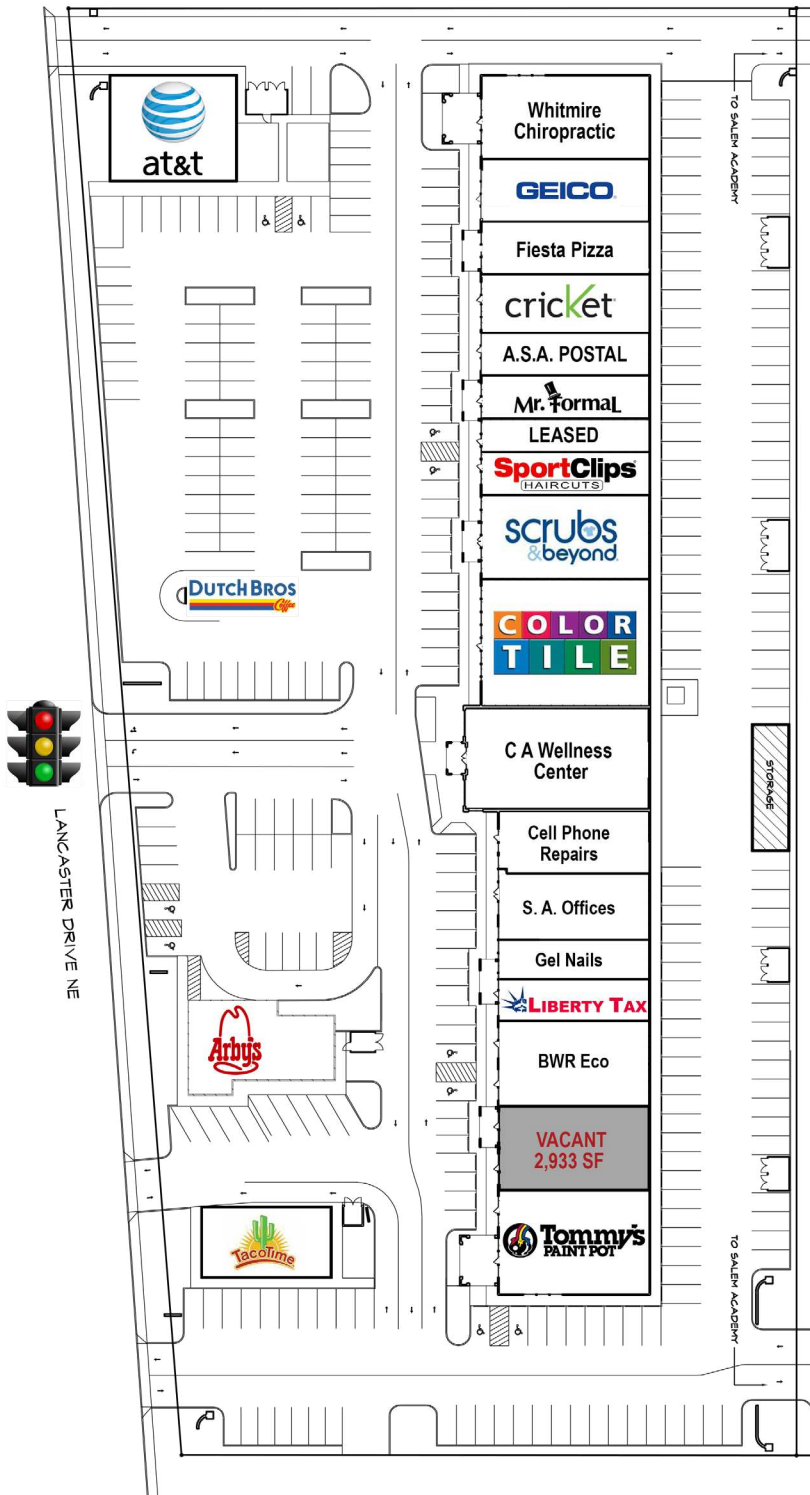 at&t
Whitmire
Chiropractic
GEICO
Fiesta Pizza
cricket
A.S.A. POSTAL
Mr. Formal
LEASED
SportClips
HAIRCUTS
scrubs
&beyond
COLOR
TILE
C A Wellness
Center
Cell Phone
Repairs
S. A. Offices
Gel Nails
LIBERTY TAX
BWR Eco
VACANT
2,933 SF
Tommy's
PAINT POT
DUTCH BROS
Coffee
Arby's
TacoTime
LANCASTER DRIVE NE
TO SALEM ACADEMY
STORAGE
TO SALEM ACADEMY